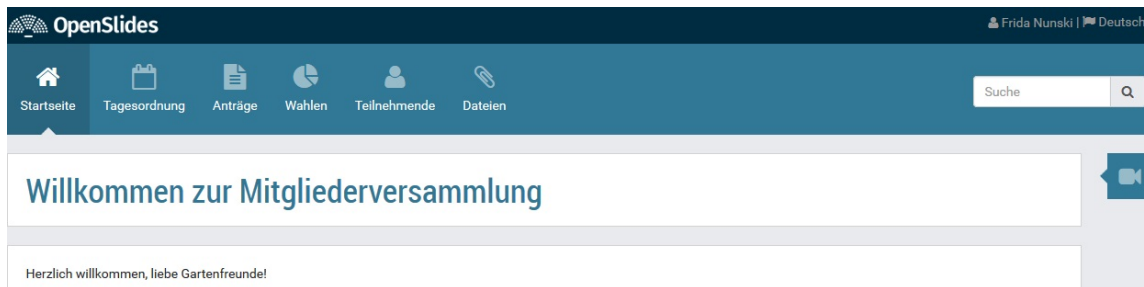 OpenSlides
Frida Nunski | Deutsch
Startseite Tagesordnung Anträge Wahlen Teilnehmende Dateien
Suche
Willkommen zur Mitgliederversammlung
Herzlich willkommen, liebe Gartenfreunde!